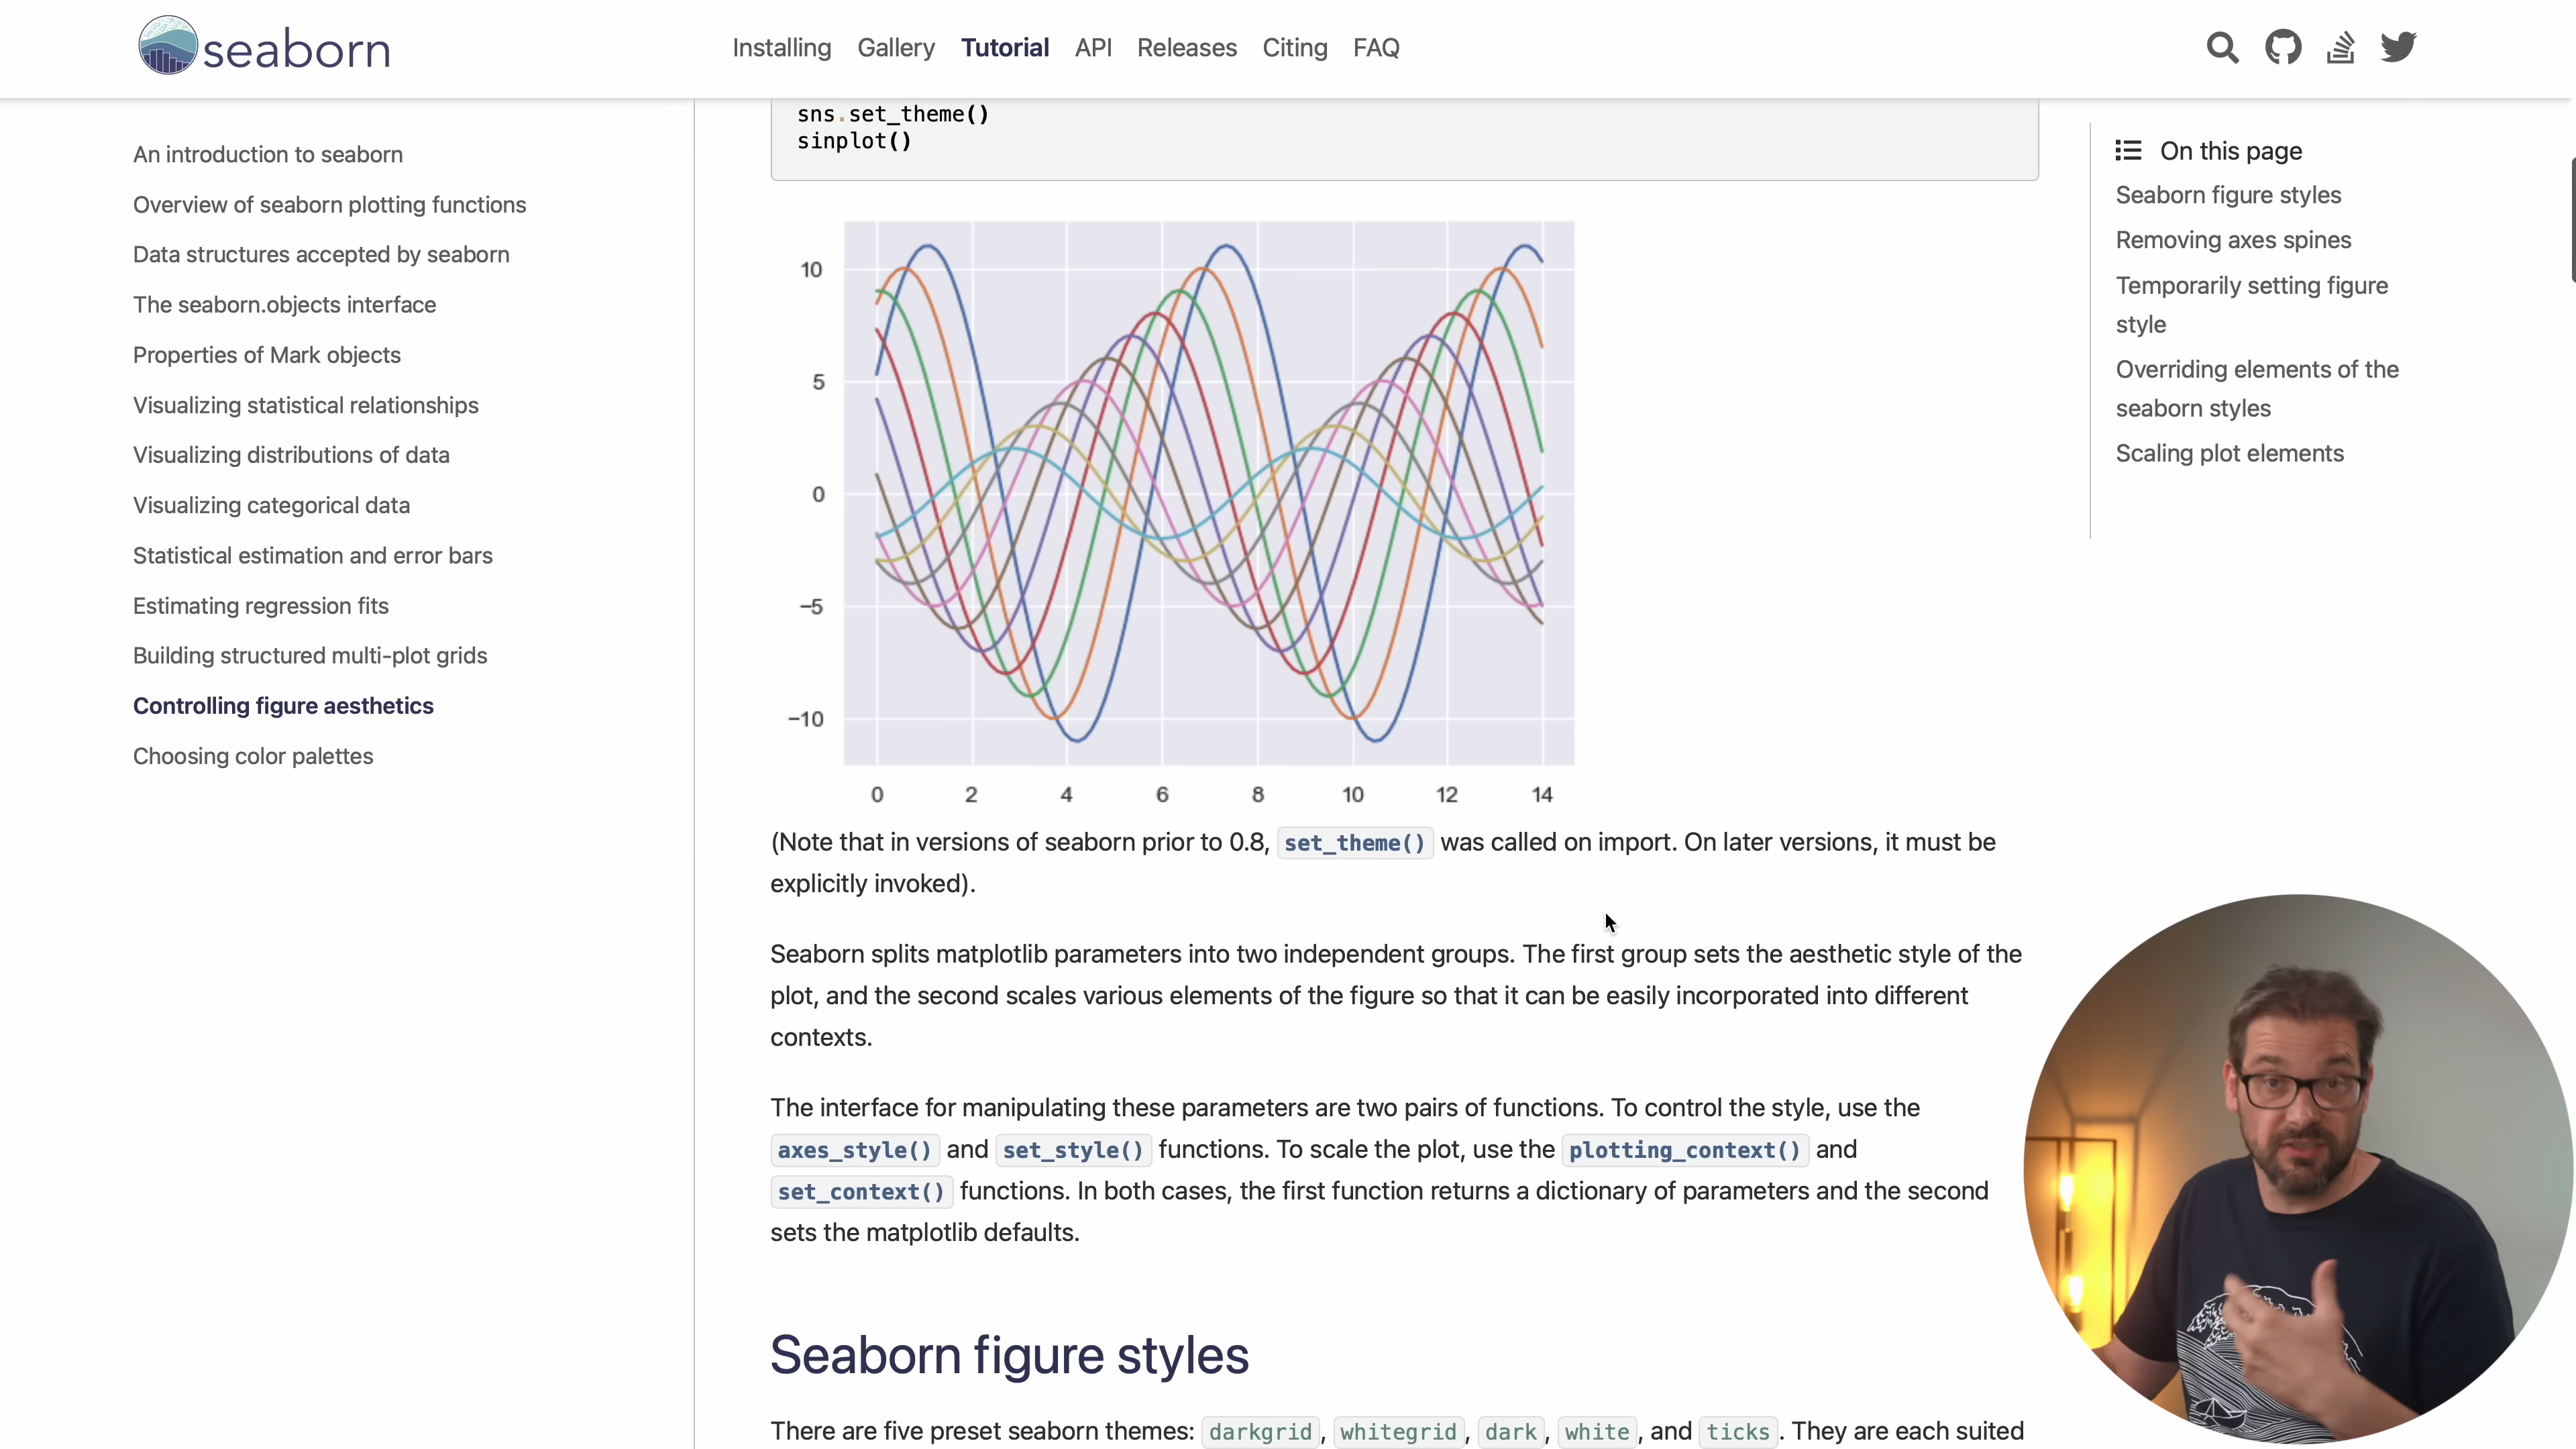 seaborn
Installing Gallery Tutorial API Releases Citing FAQ
An introduction to seaborn
Overview of seaborn plotting functions
Data structures accepted by seaborn
The seaborn.objects interface
Properties of Mark objects
Visualizing statistical relationships
Visualizing distributions of data
Visualizing categorical data
Statistical estimation and error bars
Estimating regression fits
Building structured multi-plot grids
Controlling figure aesthetics
Choosing color palettes
sns.set_theme()
sinplot()
10
5
0
−5
−10
0 2 4 6 8 10 12 14
(Note that in versions of seaborn prior to 0.8, set_theme() was called on import. On later versions, it must be
explicitly invoked).
Seaborn splits matplotlib parameters into two independent groups. The first group sets the aesthetic style of the
plot, and the second scales various elements of the figure so that it can be easily incorporated into different
contexts.
The interface for manipulating these parameters are two pairs of functions. To control the style, use the
axes_style() and set_style() functions. To scale the plot, use the plotting_context() and
set_context() functions. In both cases, the first function returns a dictionary of parameters and the second
sets the matplotlib defaults.
Seaborn figure styles
There are five preset seaborn themes: darkgrid, whitegrid, dark, white, and ticks. They are each suited
On this page
Seaborn figure styles
Removing axes spines
Temporarily setting figure
style
Overriding elements of the
seaborn styles
Scaling plot elements